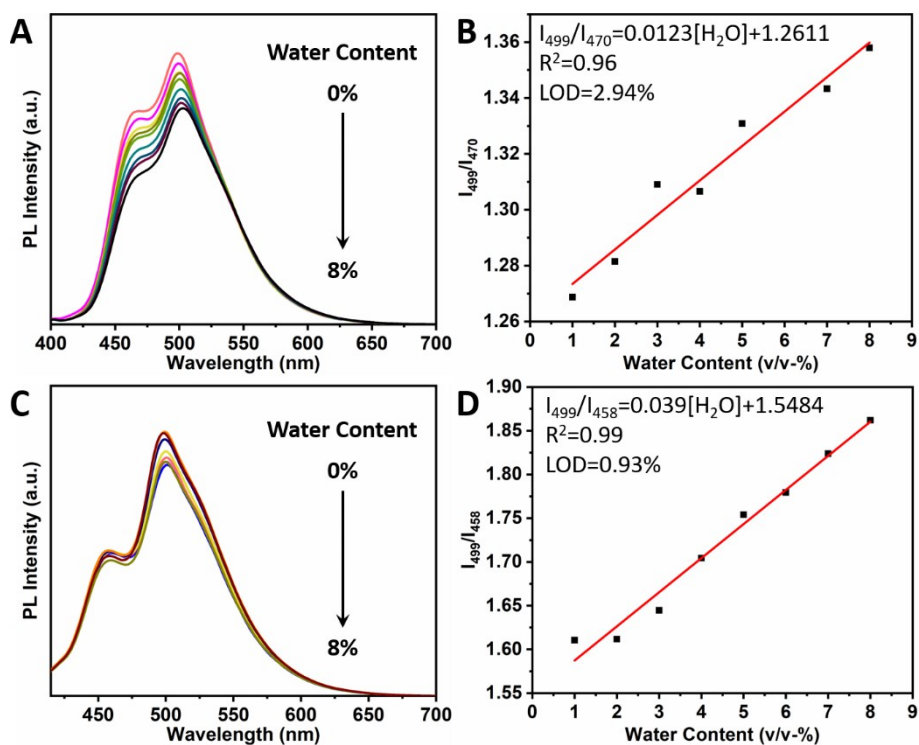 A
Water Content
0%
8%
PL Intensity (a.u.)
400 450 500 550 600 650 700
Wavelength (nm)
B
I₄₉₉/I₄₇₀=0.0123[H₂O]+1.2611
R²=0.96
LOD=2.94%
I₄₉₉/I₄₇₀
1.36
1.34
1.32
1.30
1.28
1.26
0 1 2 3 4 5 6 7 8 9
Water Content (v/v-%)
C
Water Content
0%
8%
PL Intensity (a.u.)
450 500 550 600 650 700
Wavelength (nm)
D
I₄₉₉/I₄₅₈=0.039[H₂O]+1.5484
R²=0.99
LOD=0.93%
I₄₉₉/I₄₅₈
1.90
1.85
1.80
1.75
1.70
1.65
1.60
1.55
0 1 2 3 4 5 6 7 8 9
Water Content (v/v-%)